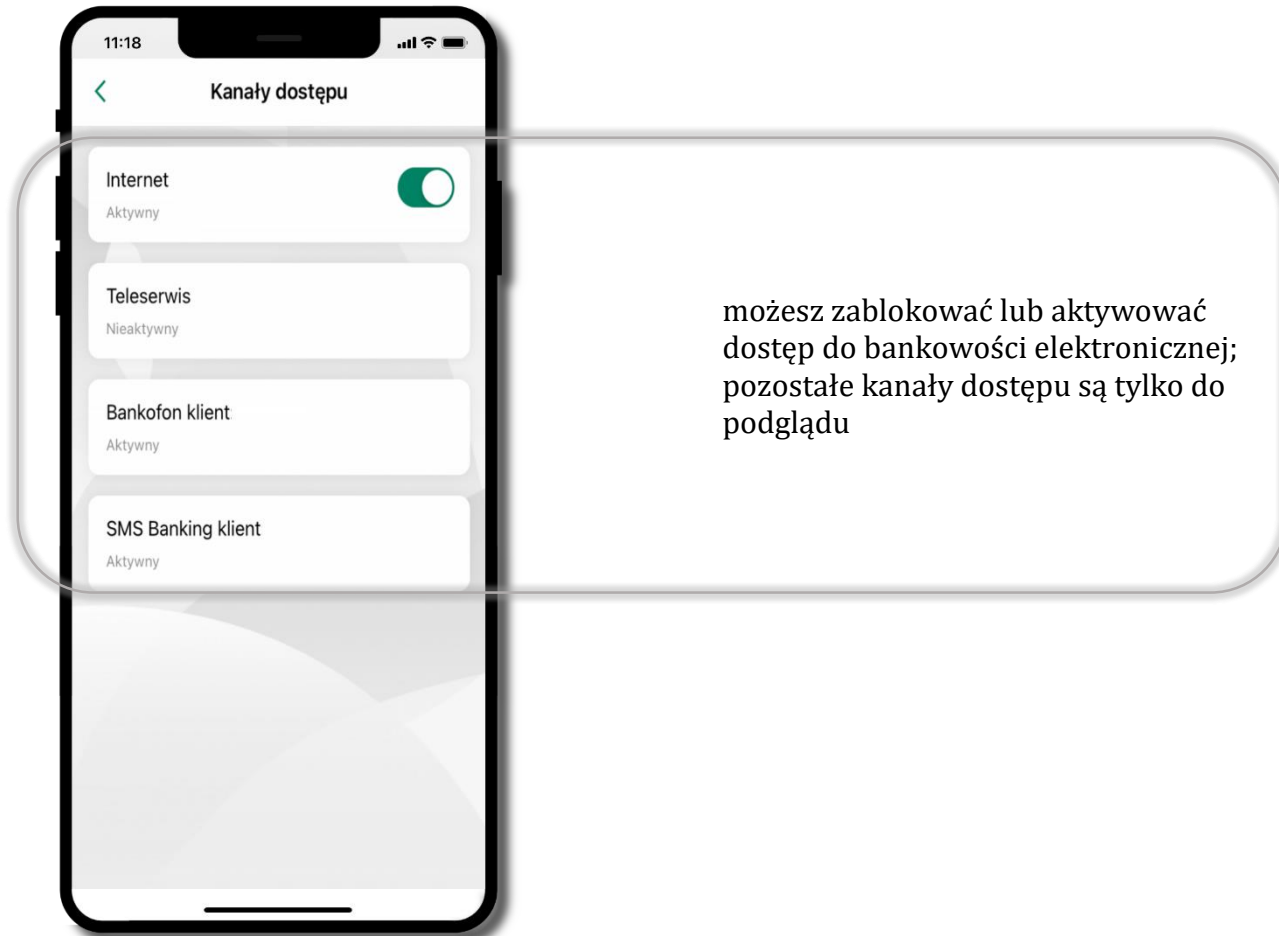 11:18
Kanały dostępu
Internet
Aktywny
Teleserwis
Nieaktywny
Bankofon klient
Aktywny
SMS Banking klient
Aktywny
możesz zablokować lub aktywować
dostęp do bankowości elektronicznej;
pozostałe kanały dostępu są tylko do
podglądu